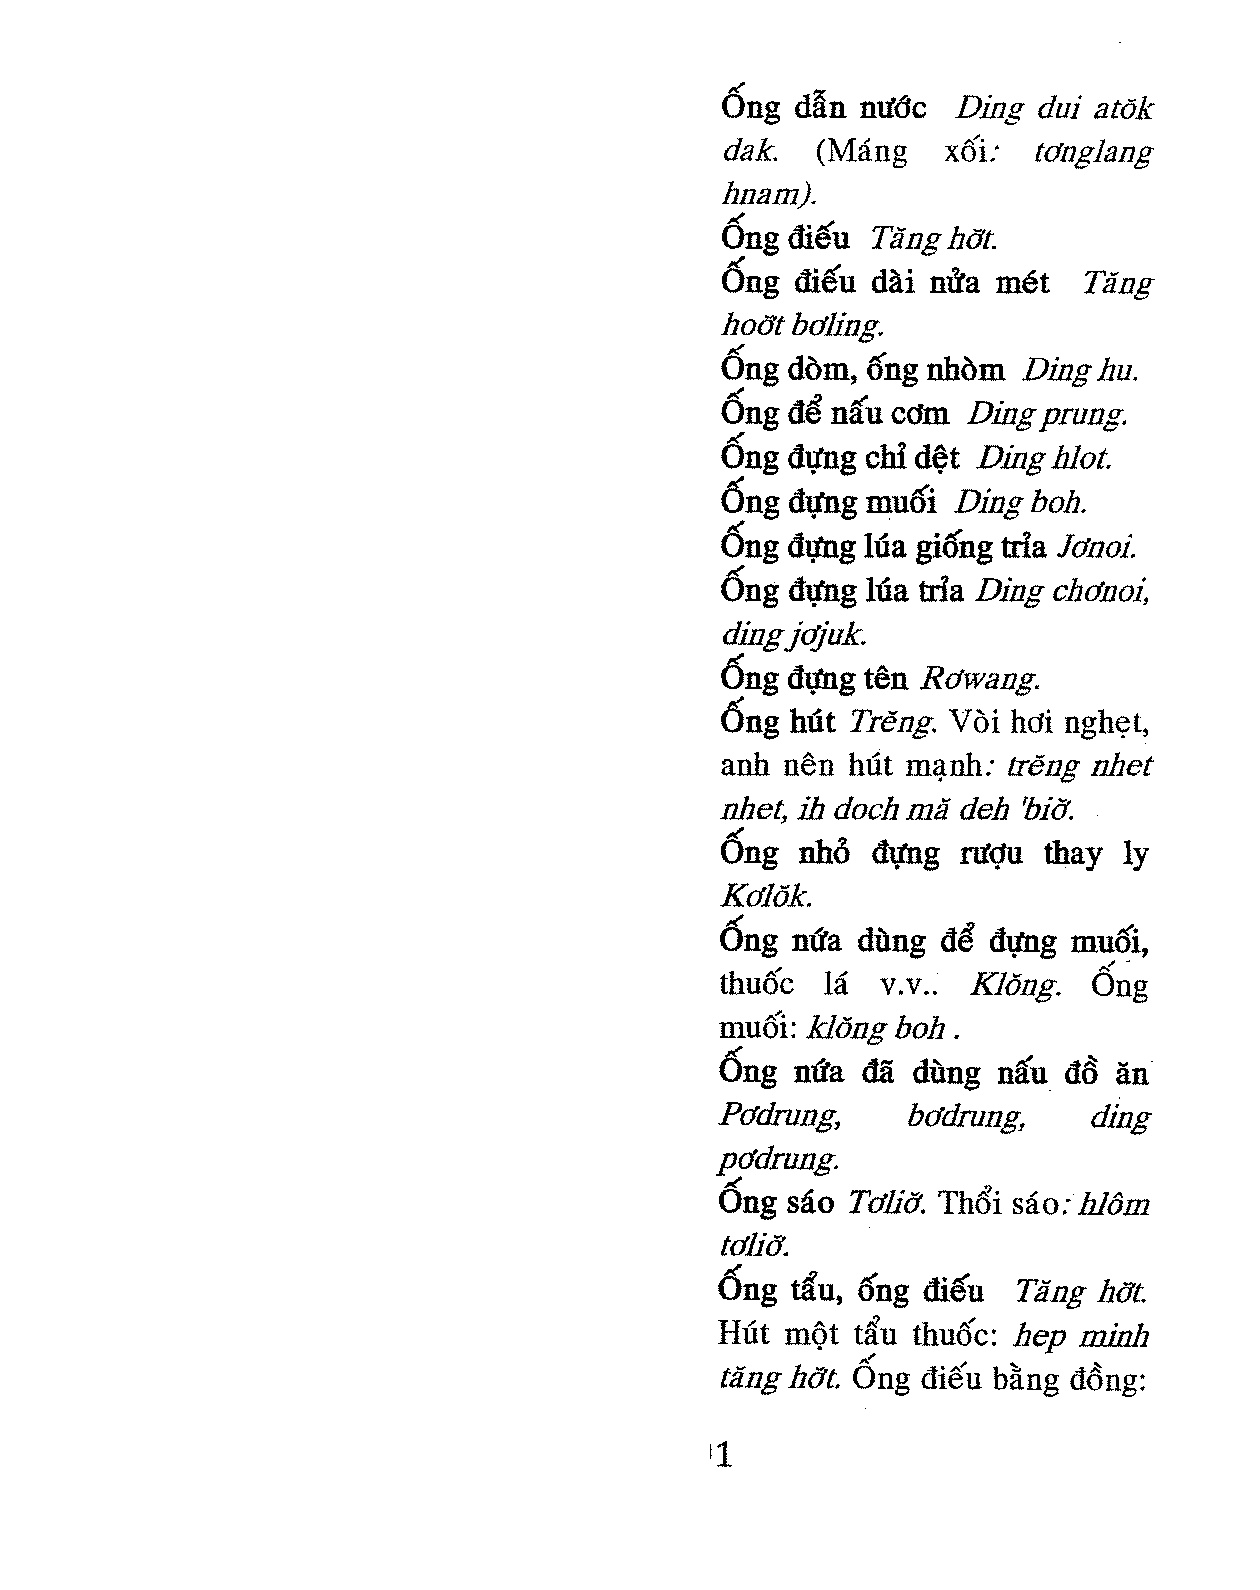 Ống dẫn nước Ding dui atŏk
dak. (Máng xối: tơnglang
hnam).
Ống điếu Tăng hơ̆t.
Ống điếu dài nửa mét Tăng
hoơ̆t bơling.
Ống dòm, ống nhòm Ding hu.
Ống để nấu cơm Ding prung.
Ống đựng chỉ dệt Ding hlot.
Ống đựng muối Ding boh.
Ống đựng lúa giống trỉa Jơnoi.
Ống đựng lúa trỉa Ding chơnoi,
ding jơjuk.
Ống đựng tên Rơwang.
Ống hút Trĕng. Vòi hơi nghẹt,
anh nên hút mạnh: trĕng nhet
nhet, ih doch mă deh 'biơ̆.
Ống nhỏ đựng rượu thay ly
Kơlŏk.
Ống nứa dùng để đựng muối,
thuốc lá v.v.. Klŏng. Ống
muối: klŏng boh .
Ống nứa đã dùng nấu đồ ăn
Pơdrung, bơdrung, ding
pơdrung.
Ống sáo Tơliơ̆. Thổi sáo: hlôm
tơliơ̆.
Ống tẩu, ống điếu Tăng hơ̆t.
Hút một tẩu thuốc: hep minh
tăng hơ̆t. Ống điếu bằng đồng:
1